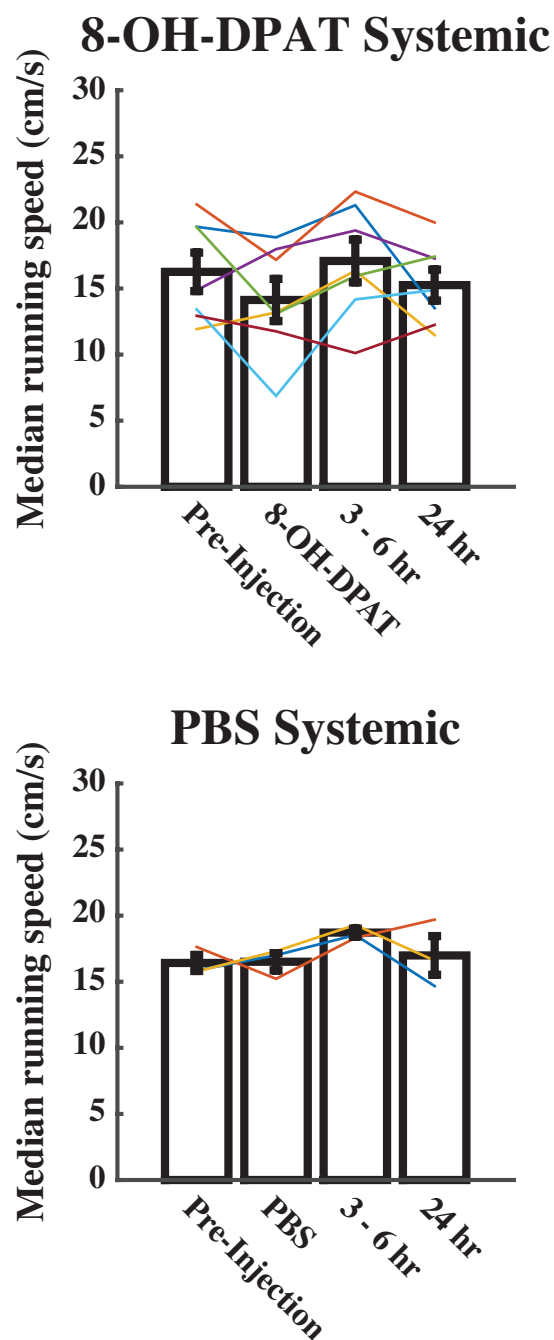 8-OH-DPAT Systemic
Median running speed (cm/s)
30
25
20
15
10
5
0
Pre-Injection
8-OH-DPAT
3 - 6 hr
24 hr
PBS Systemic
Median running speed (cm/s)
30
25
20
15
10
5
0
Pre-Injection
PBS
3 - 6 hr
24 hr